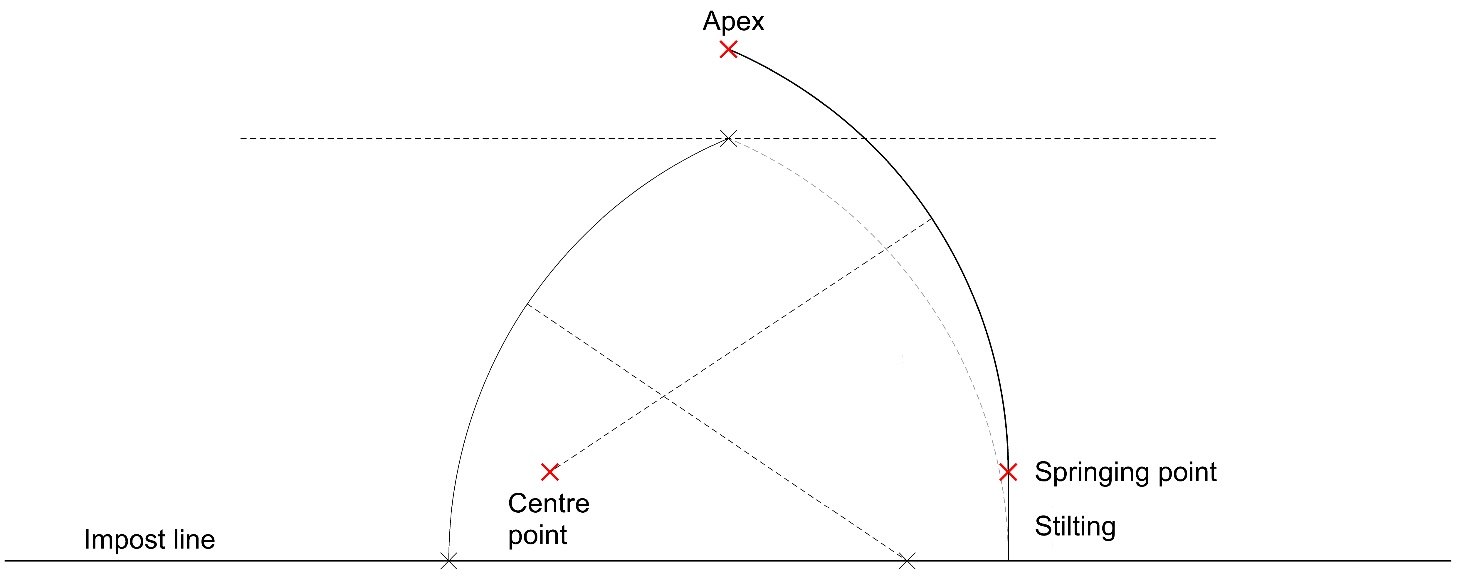 Apex
Springing point
Centre
point
Stilting
Impost line